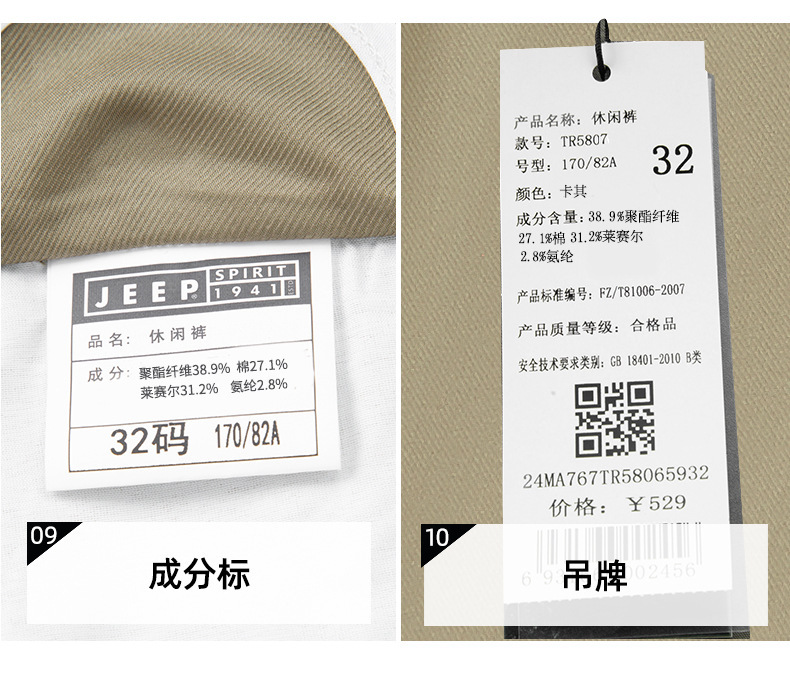 JEEP®
SPIRIT
1941
ESTD
品名: 休闲裤
成分: 聚酯纤维38.9% 棉27.1%
莱赛尔31.2% 氨纶2.8%
32码 170/82A
09
成分标
产品名称: 休闲裤
款号: TR5807
号型: 170/82A
32
颜色: 卡其
成分含量: 38.9%聚酯纤维
27.1%棉 31.2%莱赛尔
2.8%氨纶
产品标准编号: FZ/T81006-2007
产品质量等级: 合格品
安全技术要求类别: GB 18401-2010 B类
24MA767TR58065932
价格: ￥529
10
吊牌